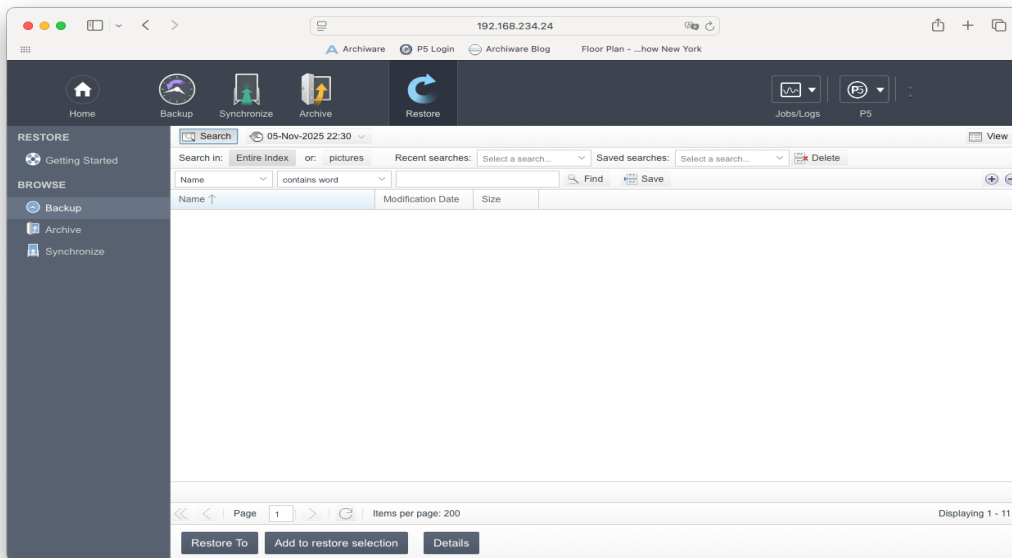 192.168.234.24
Archiware P5 Login Archiware Blog Floor Plan - ...how New York
Home Backup Synchronize Archive Restore Jobs/Logs P5
RESTORE
Getting Started
BROWSE
Backup
Archive
Synchronize
Search 05-Nov-2025 22:30 View
Search in: Entire Index or: pictures Recent searches: Select a search... Saved searches: Select a search... Delete
Name contains word Find Save
Name Modification Date Size
Page 1 Items per page: 200 Displaying 1 - 11
Restore To Add to restore selection Details